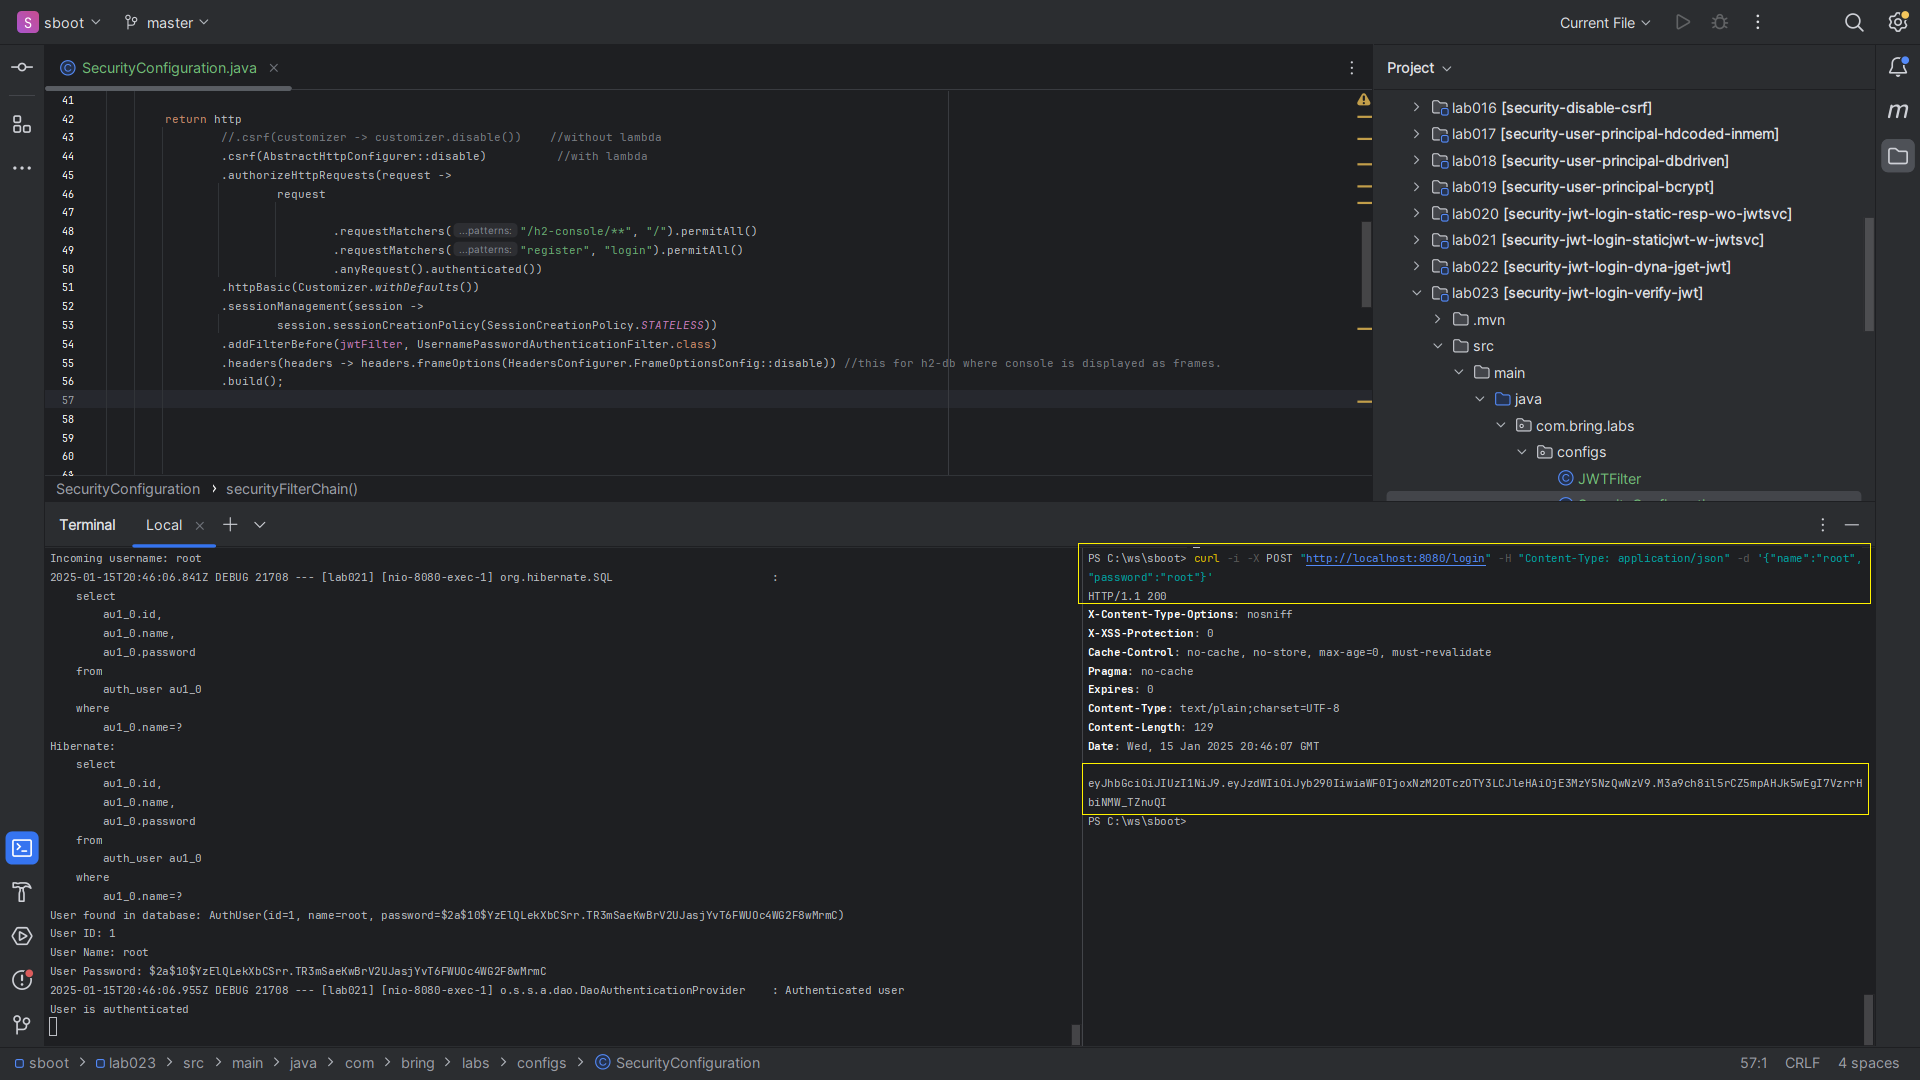 S sboot master Current File
SecurityConfiguration.java
41
42 return http
43 //.csrf(customizer -> customizer.disable()) //without lambda
44 .csrf(AbstractHttpConfigurer::disable) //with lambda
45 .authorizeHttpRequests(request ->
46 request
47
48 .requestMatchers( ...patterns: "/h2-console/**", "/").permitAll()
49 .requestMatchers( ...patterns: "register", "login").permitAll()
50 .anyRequest().authenticated())
51 .httpBasic(Customizer.withDefaults())
52 .sessionManagement(session ->
53 session.sessionCreationPolicy(SessionCreationPolicy.STATELESS))
54 .addFilterBefore(jwtFilter, UsernamePasswordAuthenticationFilter.class)
55 .headers(headers -> headers.frameOptions(HeadersConfigurer.FrameOptionsConfig::disable)) //this for h2-db where console is displayed as frames.
56 .build();
57
58
59
60
SecurityConfiguration › securityFilterChain()
Project
lab016 [security-disable-csrf]
lab017 [security-user-principal-hdcoded-inmem]
lab018 [security-user-principal-dbdriven]
lab019 [security-user-principal-bcrypt]
lab020 [security-jwt-login-static-resp-wo-jwtsvc]
lab021 [security-jwt-login-staticjwt-w-jwtsvc]
lab022 [security-jwt-login-dyna-jget-jwt]
lab023 [security-jwt-login-verify-jwt]
.mvn
src
main
java
com.bring.labs
configs
JWTFilter
m
Terminal Local
Incoming username: root
2025-01-15T20:46:06.841Z DEBUG 21708 --- [lab021] [nio-8080-exec-1] org.hibernate.SQL :
select
au1_0.id,
au1_0.name,
au1_0.password
from
auth_user au1_0
where
au1_0.name=?
Hibernate:
select
au1_0.id,
au1_0.name,
au1_0.password
from
auth_user au1_0
where
au1_0.name=?
User found in database: AuthUser(id=1, name=root, password=$2a$10$YzElQLekXbCSrr.TR3mSaeKwBrV2UJasjYvT6FWUOc4WG2F8wMrmC)
User ID: 1
User Name: root
User Password: $2a$10$YzElQLekXbCSrr.TR3mSaeKwBrV2UJasjYvT6FWUOc4WG2F8wMrmC
2025-01-15T20:46:06.955Z DEBUG 21708 --- [lab021] [nio-8080-exec-1] o.s.s.a.dao.DaoAuthenticationProvider : Authenticated user
User is authenticated
PS C:\ws\sboot> curl -i -X POST "http://localhost:8080/login" -H "Content-Type: application/json" -d '{"name":"root",
"password":"root"}'
HTTP/1.1 200
X-Content-Type-Options: nosniff
X-XSS-Protection: 0
Cache-Control: no-cache, no-store, max-age=0, must-revalidate
Pragma: no-cache
Expires: 0
Content-Type: text/plain;charset=UTF-8
Content-Length: 129
Date: Wed, 15 Jan 2025 20:46:07 GMT
eyJhbGciOiJIUzI1NiJ9.eyJzdWIiOiJyb290IiwiaWF0IjoxNzM2OTczOTY3LCJleHAiOjE3MzY5NzQwNzV9.M3a9ch8il5rCZ5mpAHJk5wEgI7VzrrH
biNMW_TZnuQI
PS C:\ws\sboot>
sboot › lab023 › src › main › java › com › bring › labs › configs › SecurityConfiguration 57:1 CRLF 4 spaces